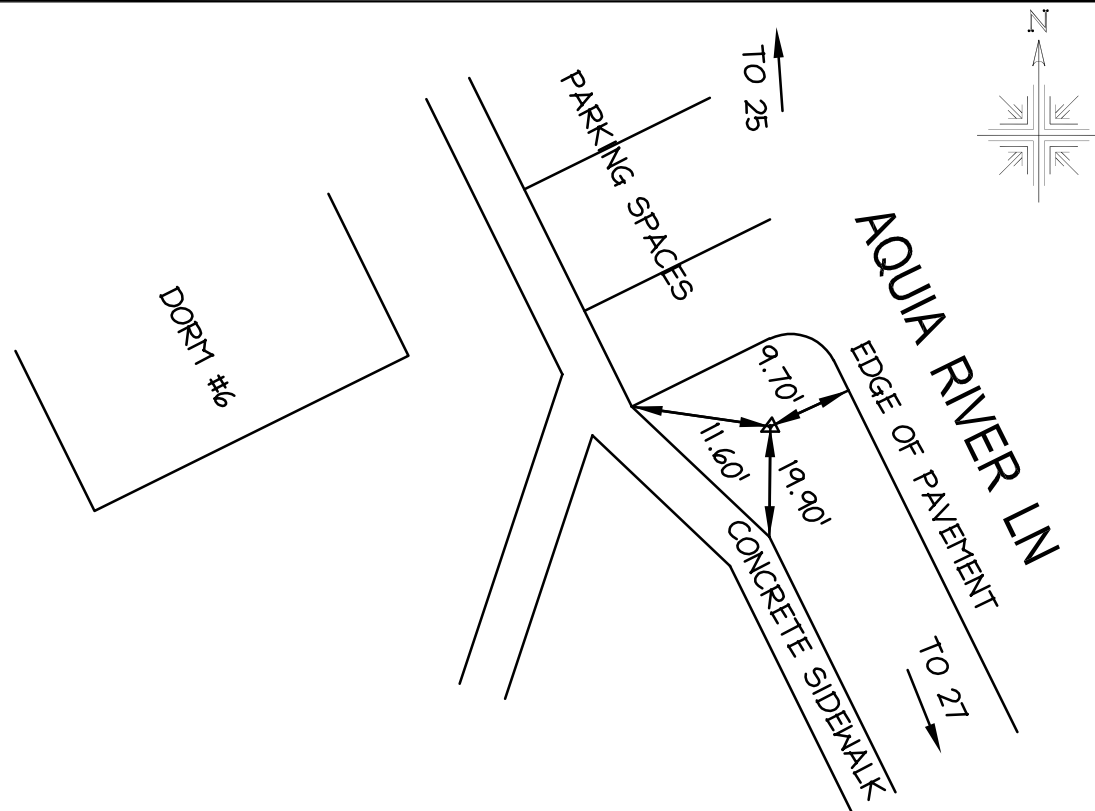 N
TO 25
PARKING SPACES
AQUIA RIVER LN
DORM #6
EDGE OF PAVEMENT
9.70'
11.60'
19.90'
CONCRETE SIDEWALK
TO 27